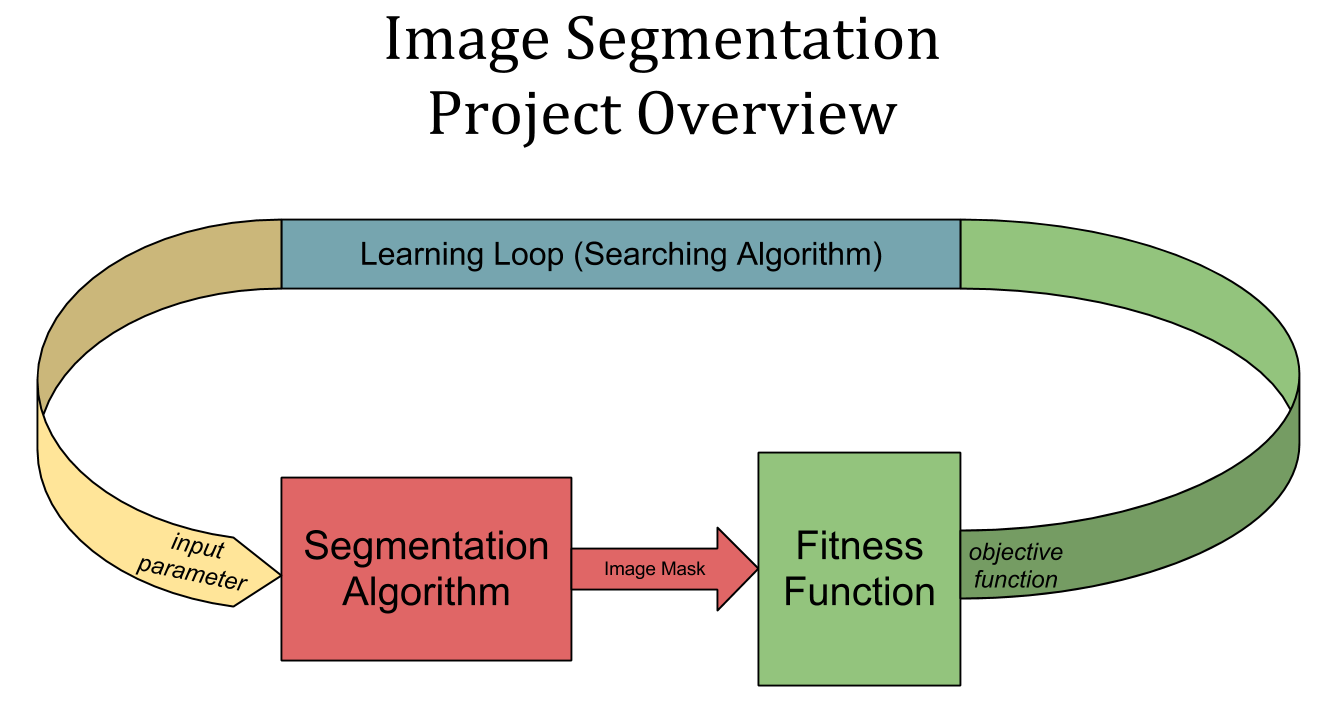 Image Segmentation
Project Overview
Learning Loop (Searching Algorithm)
input
parameter
Segmentation
Algorithm
Image Mask
Fitness
Function
objective
function